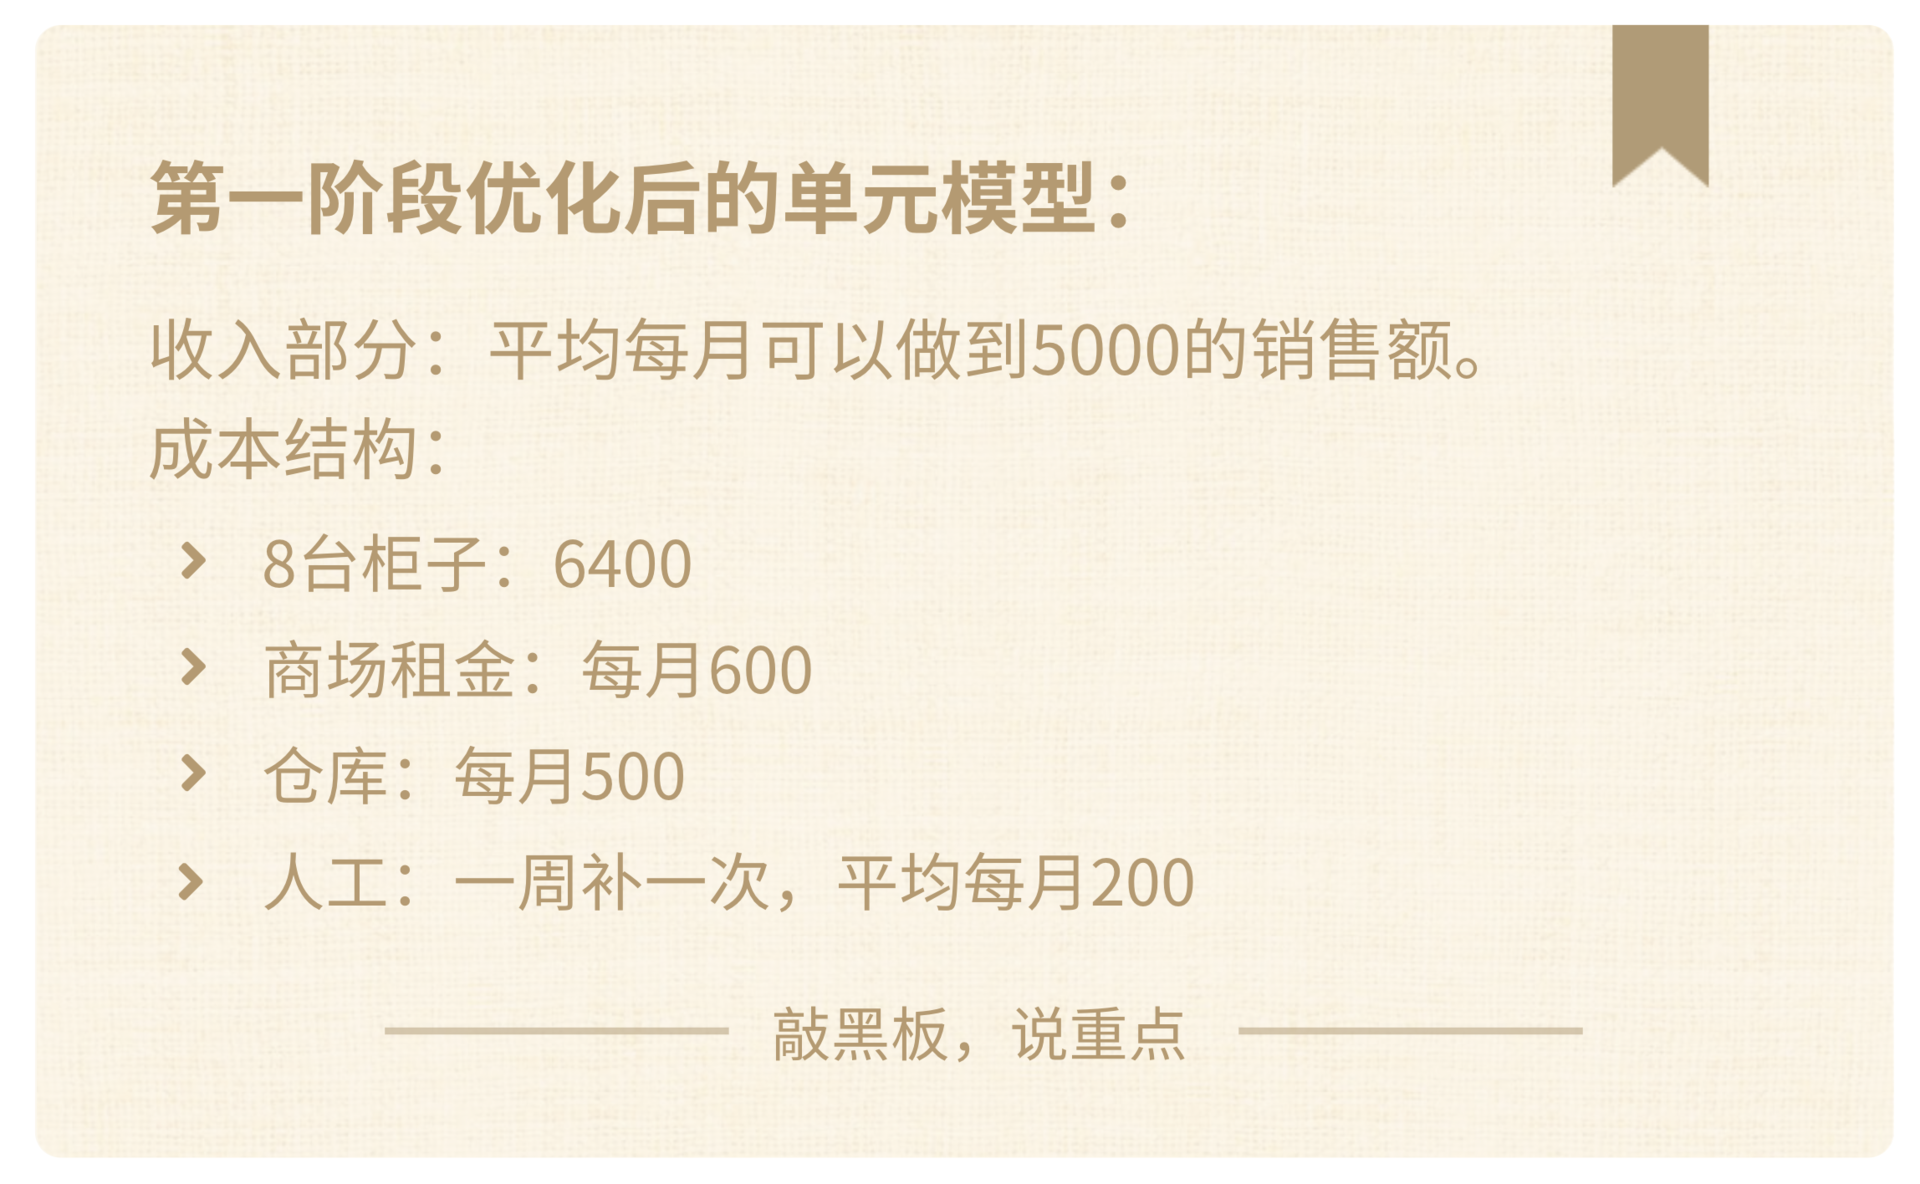 第一阶段优化后的单元模型：
收入部分：平均每月可以做到5000的销售额。
成本结构：
8台柜子：6400
商场租金：每月600
仓库：每月500
人工：一周补一次，平均每月200
敲黑板，说重点